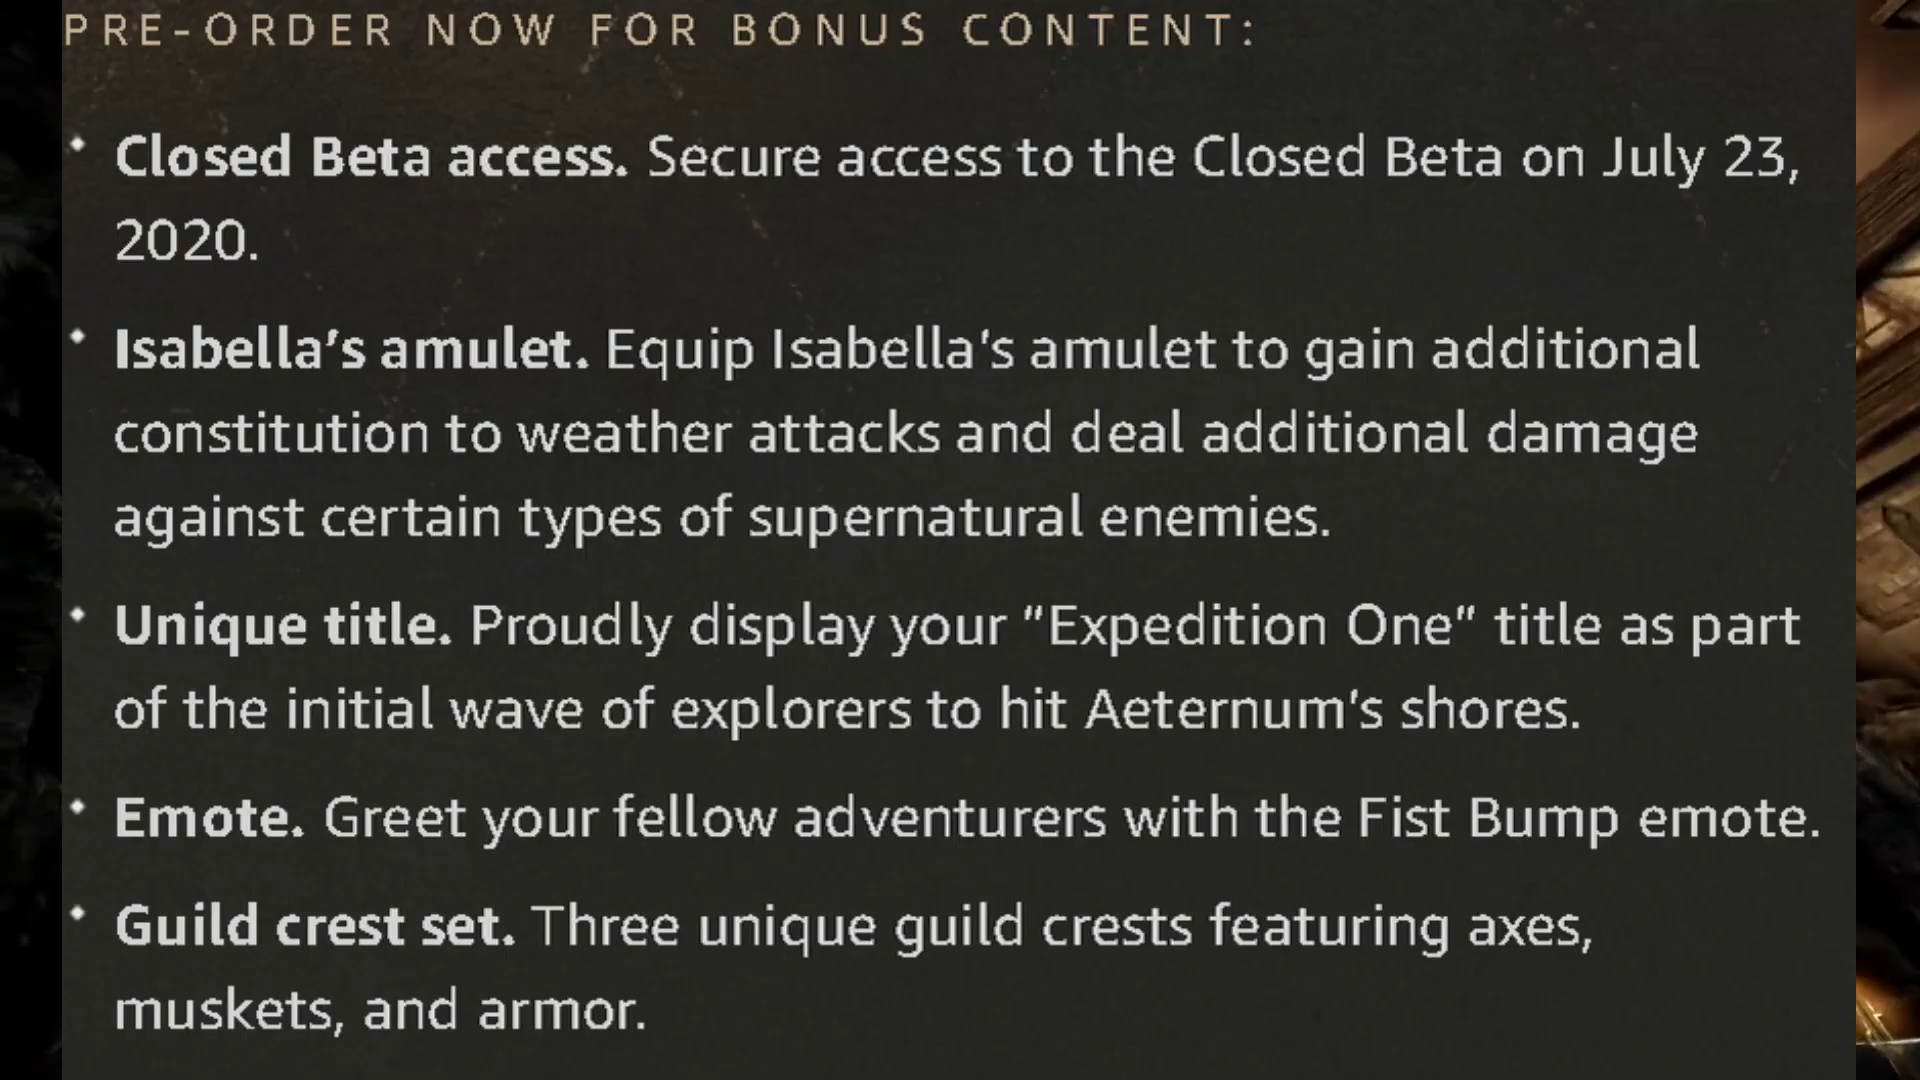 PRE-ORDER NOW FOR BONUS CONTENT:
Closed Beta access. Secure access to the Closed Beta on July 23,
2020.
Isabella's amulet. Equip Isabella's amulet to gain additional
constitution to weather attacks and deal additional damage
against certain types of supernatural enemies.
Unique title. Proudly display your "Expedition One" title as part
of the initial wave of explorers to hit Aeternum's shores.
Emote. Greet your fellow adventurers with the Fist Bump emote.
Guild crest set. Three unique guild crests featuring axes,
muskets, and armor.